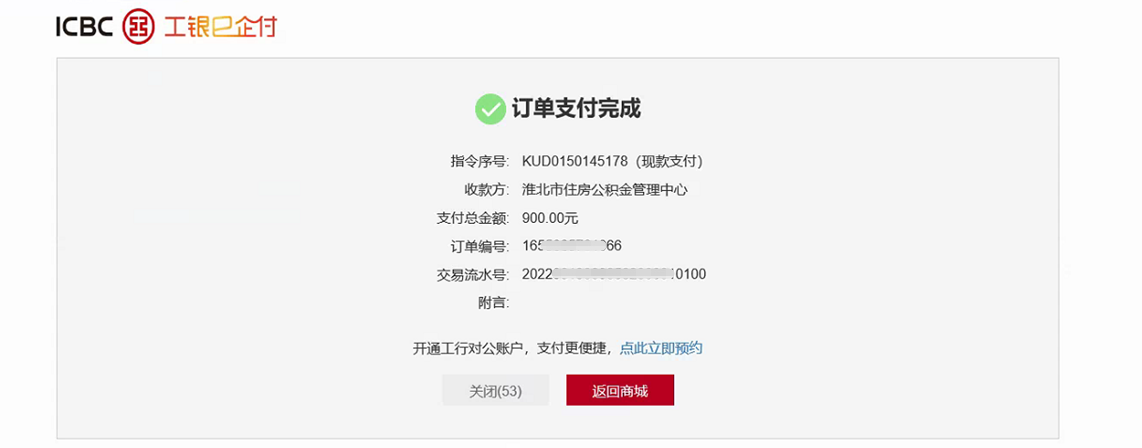 ICBC 工银e企付
订单支付完成
指令序号: KUD0150145178（现款支付）
收款方: 淮北市住房公积金管理中心
支付总金额: 900.00元
订单编号: 165 066
交易流水号: 2022 0100
附言:
开通工行对公账户，支付更便捷，点此立即预约
关闭(53) 返回商城